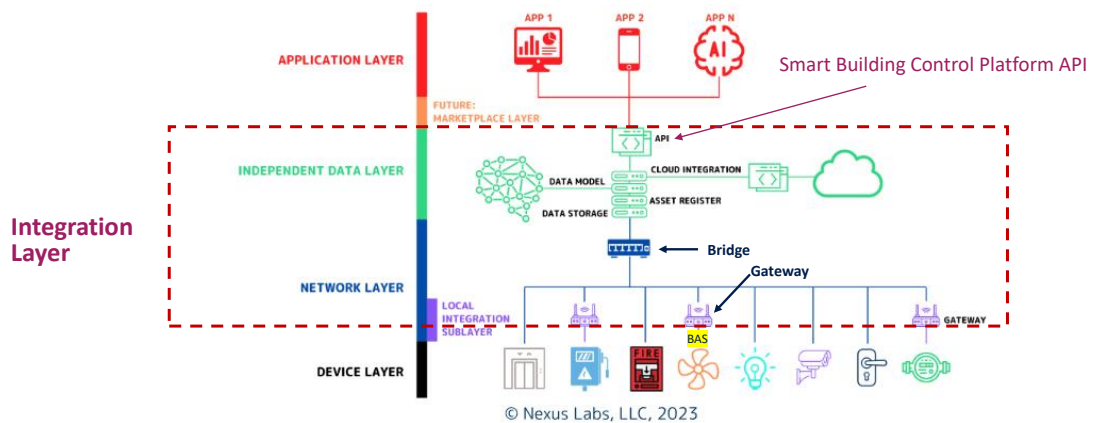 APP 1
APP 2
APP N
AI
APPLICATION LAYER
Smart Building Control Platform API
FUTURE:
MARKETPLACE LAYER
API
INDEPENDENT DATA LAYER
CLOUD INTEGRATION
DATA MODEL
ASSET REGISTER
DATA STORAGE
Integration
Layer
Bridge
Gateway
NETWORK LAYER
LOCAL
INTEGRATION
SUBLAYER
GATEWAY
BAS
FIRE
DEVICE LAYER
© Nexus Labs, LLC, 2023